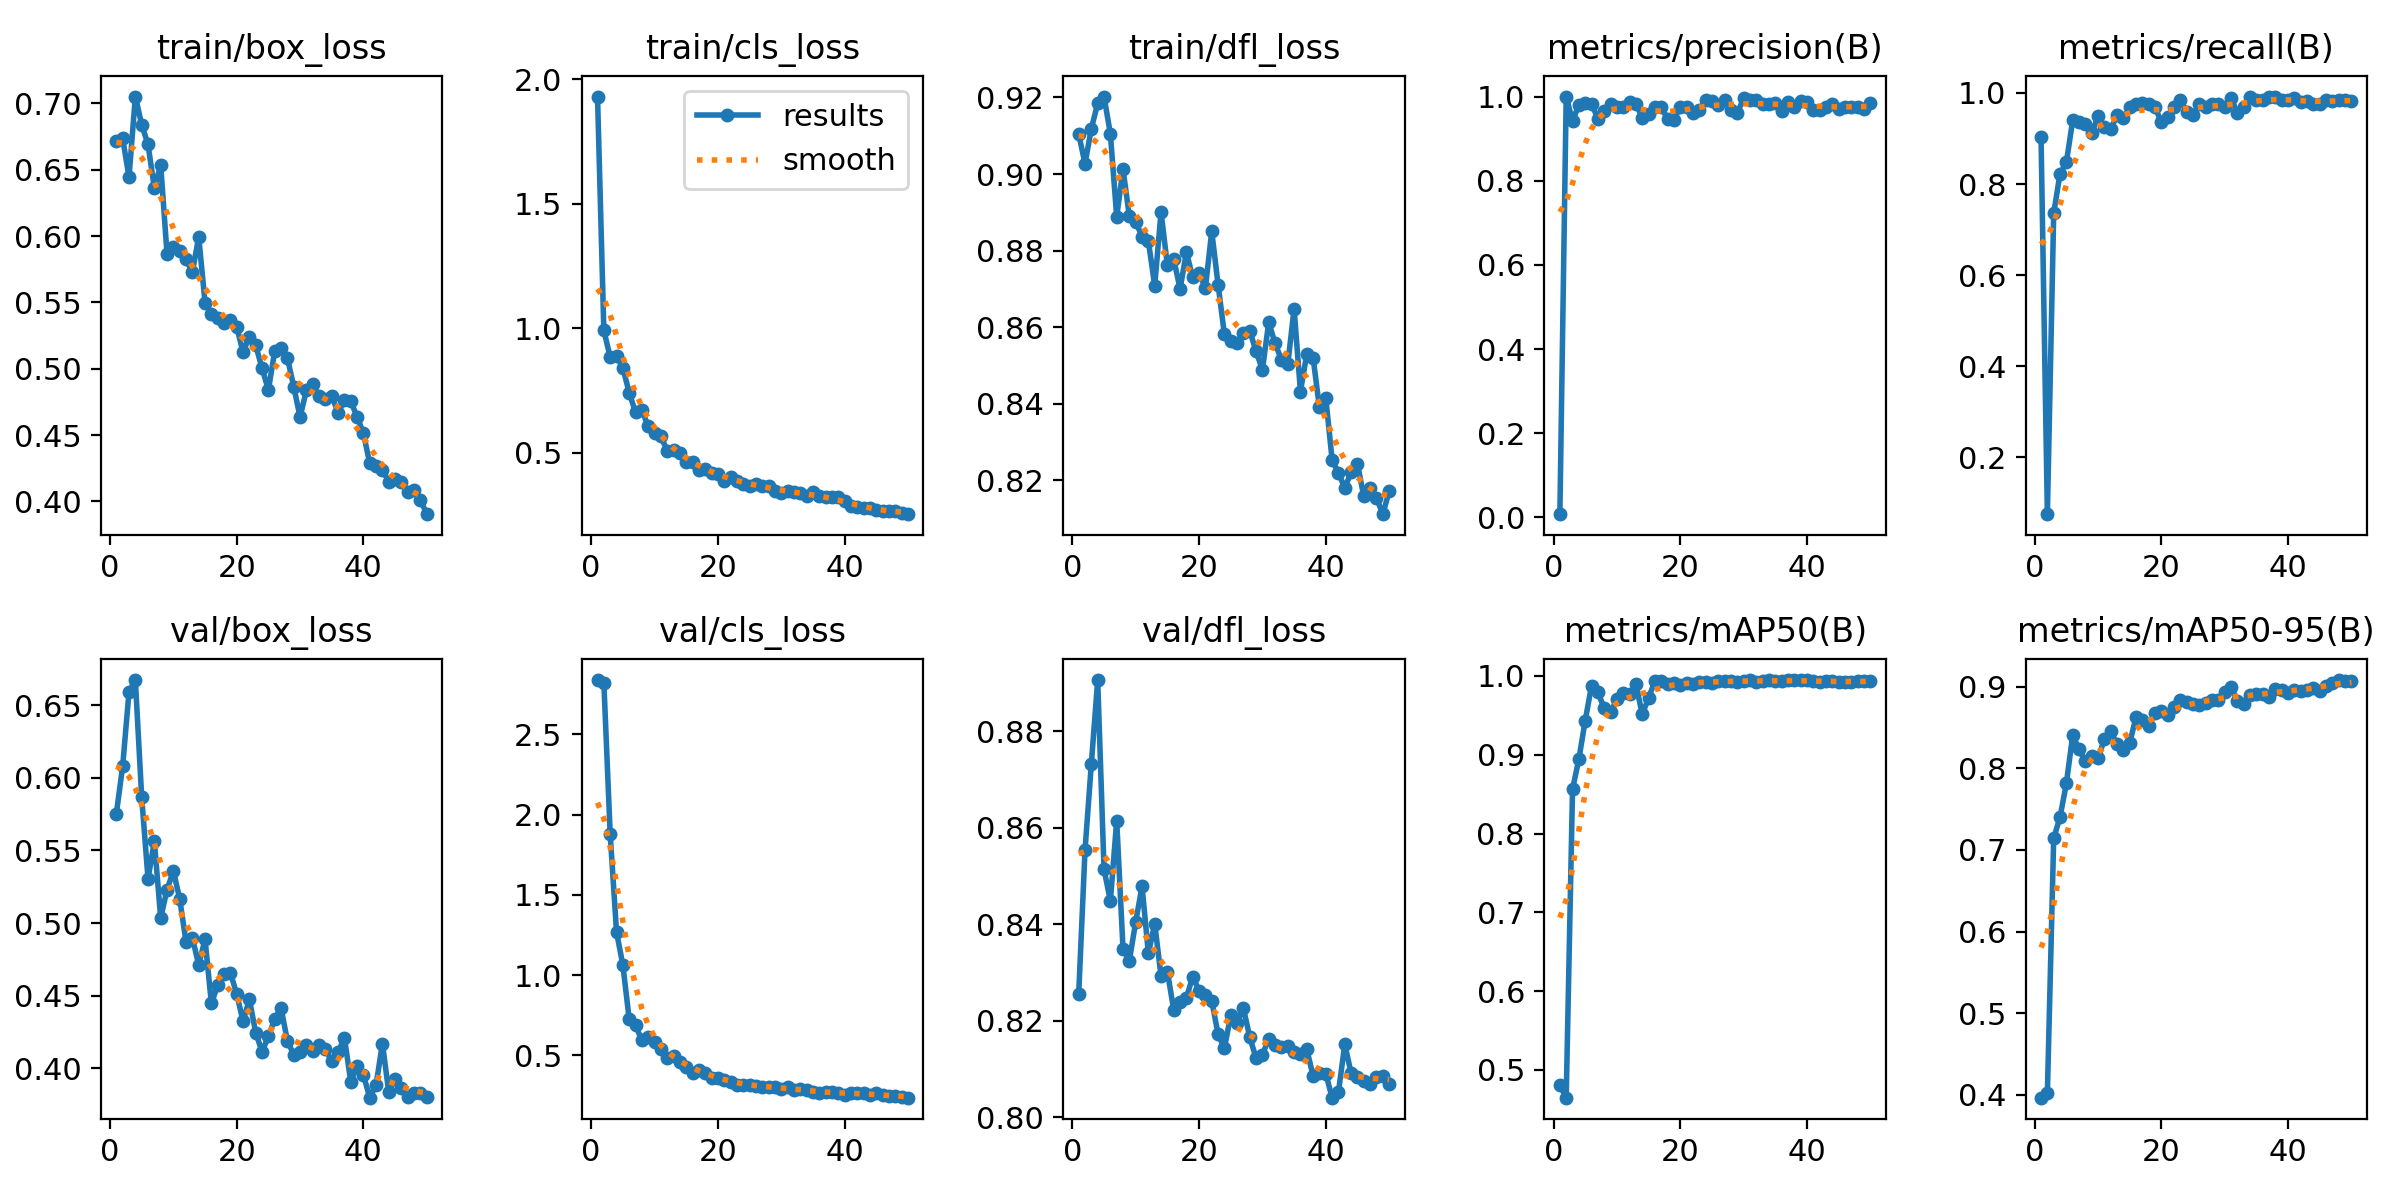 train/box_loss
0.70
0.65
0.60
0.55
0.50
0.45
0.40
0 20 40
train/cls_loss
results
smooth
2.0
1.5
1.0
0.5
0 20 40
train/dfl_loss
0.92
0.90
0.88
0.86
0.84
0.82
0 20 40
metrics/precision(B)
1.0
0.8
0.6
0.4
0.2
0.0
0 20 40
metrics/recall(B)
1.0
0.8
0.6
0.4
0.2
0 20 40
val/box_loss
0.65
0.60
0.55
0.50
0.45
0.40
0 20 40
val/cls_loss
2.5
2.0
1.5
1.0
0.5
0 20 40
val/dfl_loss
0.88
0.86
0.84
0.82
0.80
0 20 40
metrics/mAP50(B)
1.0
0.9
0.8
0.7
0.6
0.5
0 20 40
metrics/mAP50-95(B)
0.9
0.8
0.7
0.6
0.5
0.4
0 20 40